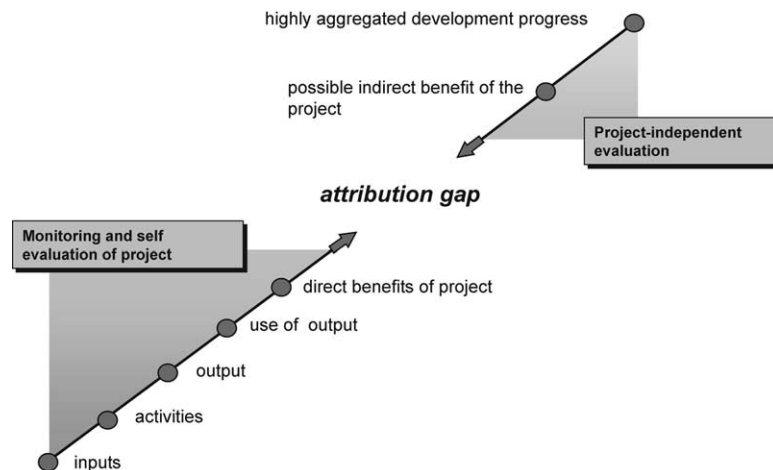 highly aggregated development progress
possible indirect benefit of the
project
Project-independent
evaluation
attribution gap
Monitoring and self
evaluation of project
direct benefits of project
use of output
output
activities
inputs